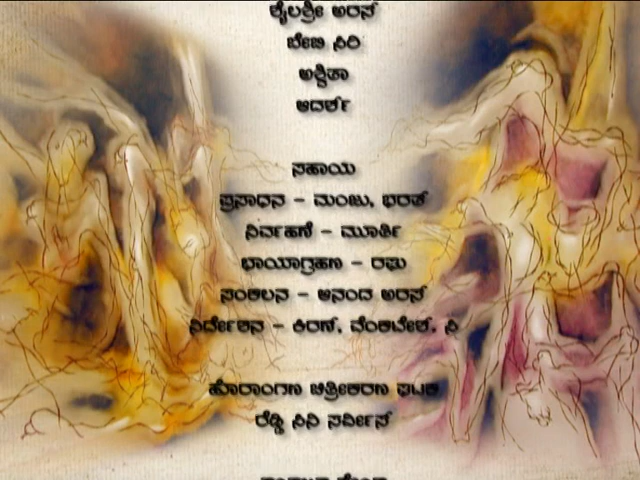 ಶೈಲಶ್ರೀ ಅರಸ್
ಬೇಬಿ ಸಿರಿ
ಅಶ್ವಿತಾ
ಆದರ್ಶ
ಸಹಾಯ
ಪ್ರಸಾಧನ - ಮಂಜು, ಭರತ್
ನಿರ್ವಹಣೆ - ಮೂರ್ತಿ
ಛಾಯಾಗ್ರಹಣ - ರಘು
ಸಂಕಲನ - ಆನಂದ ಅರಸ್
ನಿರ್ದೇಶನ - ಕಿರಣ್, ವೆಂಕಟೇಶ, ಸಿ
ಹೊರಾಂಗಣ ಚಿತ್ರೀಕರಣ ಘಟಕ
ರೆಡ್ಡಿ ಸಿನಿ ಸರ್ವೀಸ್